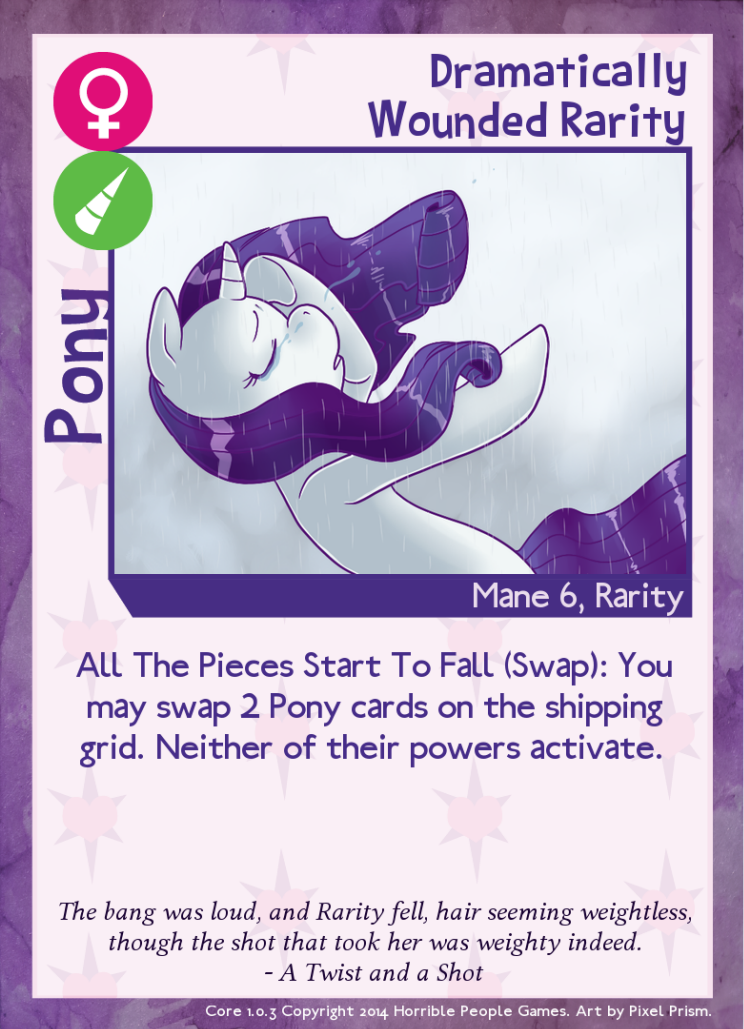 Dramatically
Wounded Rarity
Pony
Mane 6, Rarity
All The Pieces Start To Fall (Swap): You
may swap 2 Pony cards on the shipping
grid. Neither of their powers activate.
The bang was loud, and Rarity fell, hair seeming weightless,
though the shot that took her was weighty indeed.
- A Twist and a Shot
Core 1.0.3 Copyright 2014 Horrible People Games. Art by Pixel Prism.